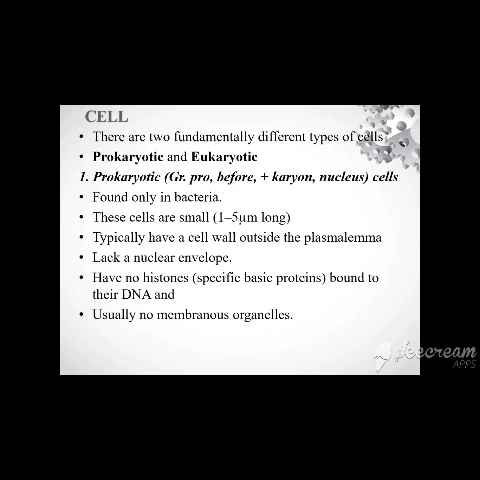 CELL
• There are two fundamentally different types of cells
• Prokaryotic and Eukaryotic
1. Prokaryotic (Gr. pro, before, + karyon, nucleus) cells
• Found only in bacteria.
• These cells are small (1–5µm long)
• Typically have a cell wall outside the plasmalemma
• Lack a nuclear envelope.
• Have no histones (specific basic proteins) bound to
their DNA and
• Usually no membranous organelles.
icecream
APPS